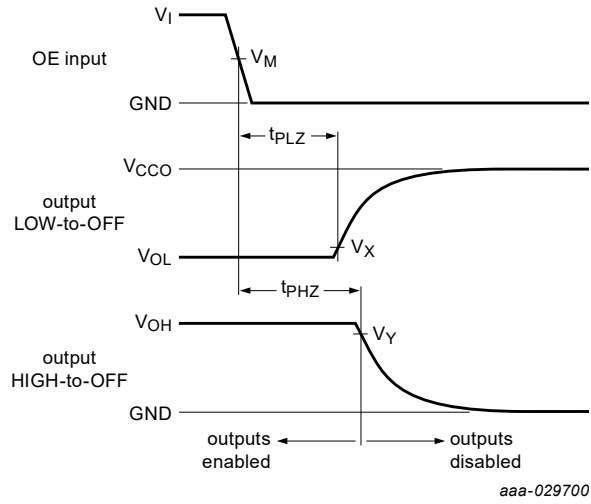 VI
OE input
VM
GND
tPLZ
VCCO
output
LOW-to-OFF
VX
VOL
tPHZ
VOH
VY
output
HIGH-to-OFF
GND
outputs
enabled
outputs
disabled
aaa-029700